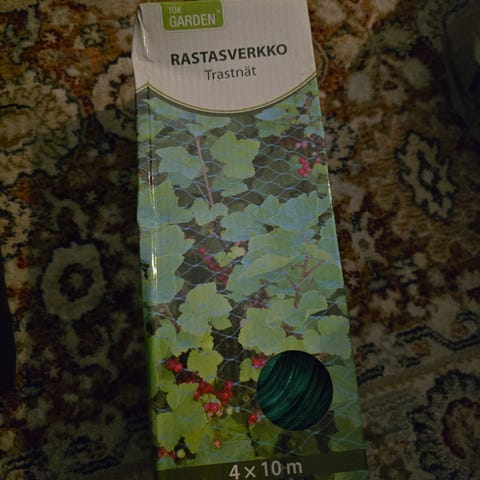 TOK
GARDEN®
RASTASVERKKO
Trastnät
4 x 10 m